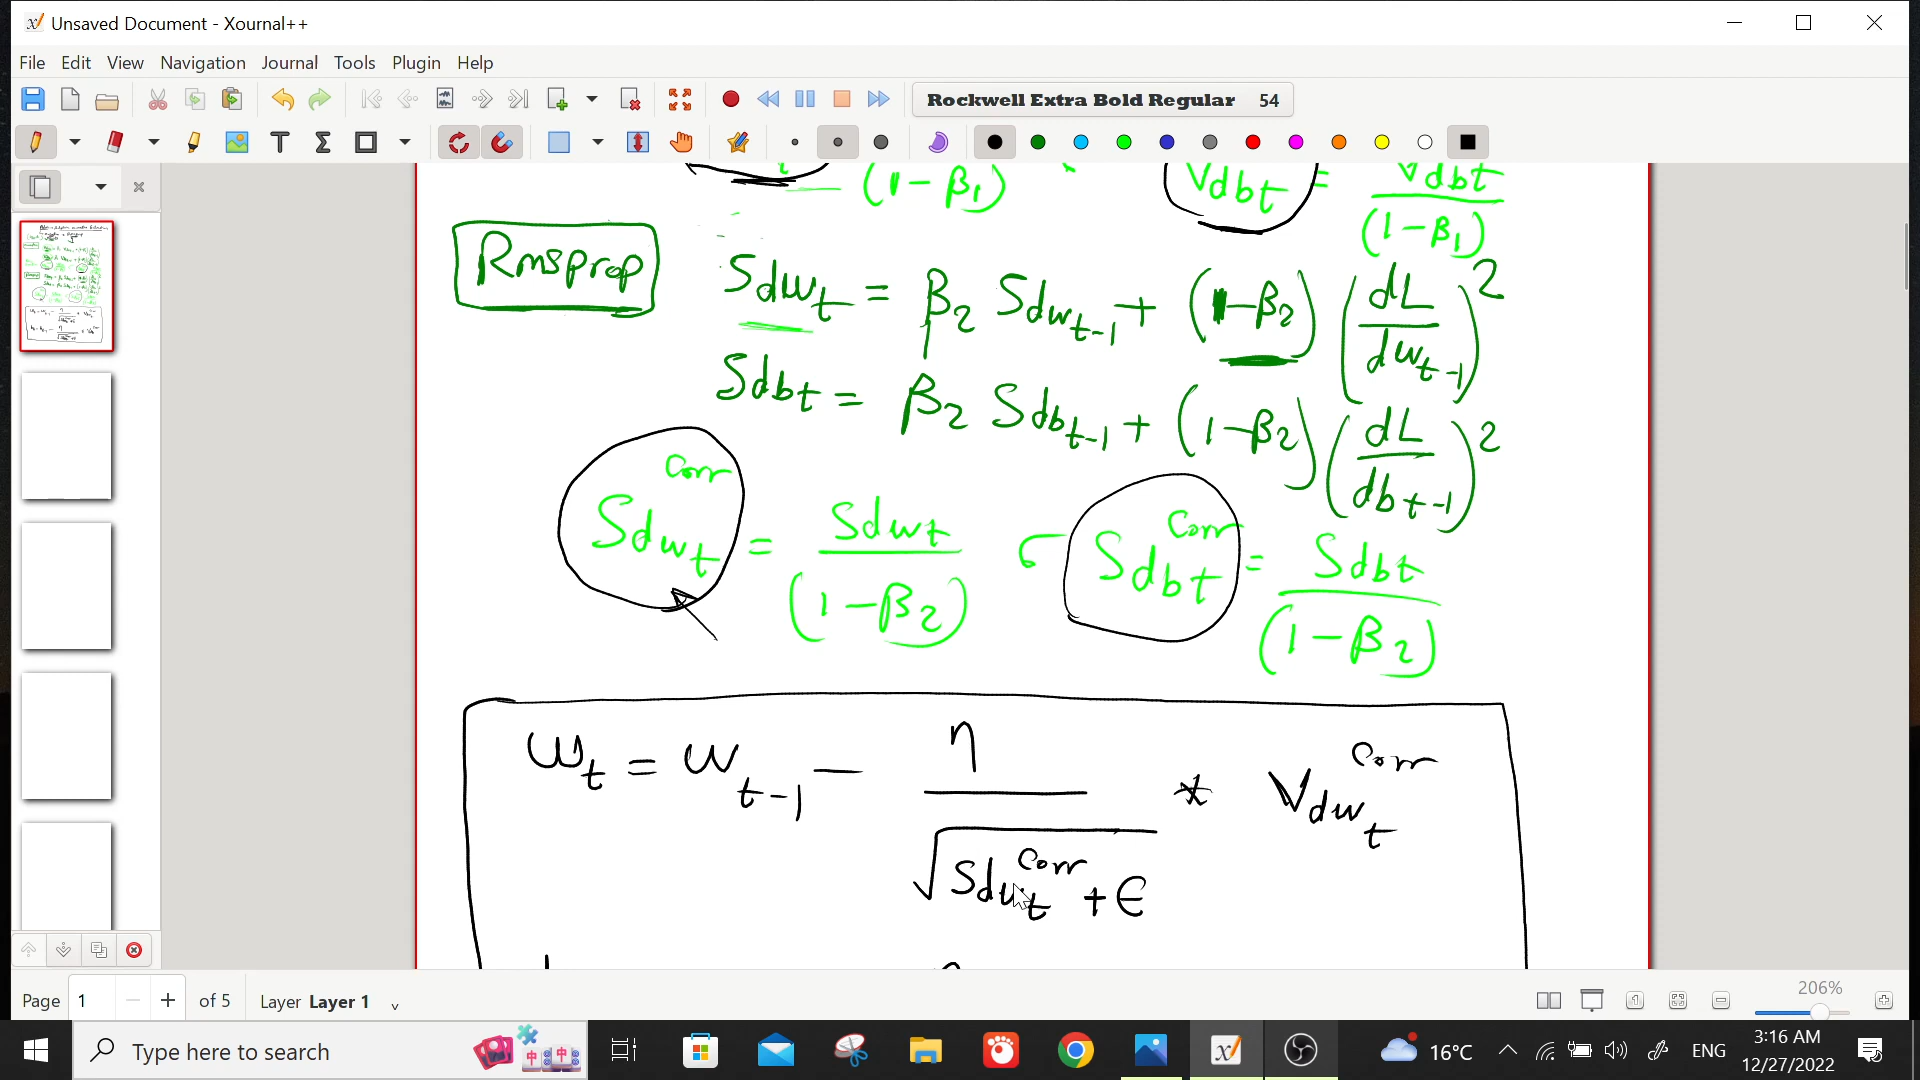 Unsaved Document - Xournal++
File Edit View Navigation Journal Tools Plugin Help
Rockwell Extra Bold Regular 54
(1 - β₁)
Vdbt = Vdbt / (1 - β₁)
Rmsprop
Sdwt = β₂ Sdwt-1 + (1-β₂) (dL / dwt-1)²
Sdbt = β₂ Sdbt-1 + (1-β₂) (dL / dbt-1)²
Sdwt^Corr = Sdwt / (1-β₂)
Sdbt^Corr = Sdbt / (1-β₂)
wt = wt-1 - η / √Sdwt^Corr + ϵ * Vdwt^Corr
Page 1 of 5 Layer Layer 1
206%
Type here to search
16°C
ENG
3:16 AM
12/27/2022